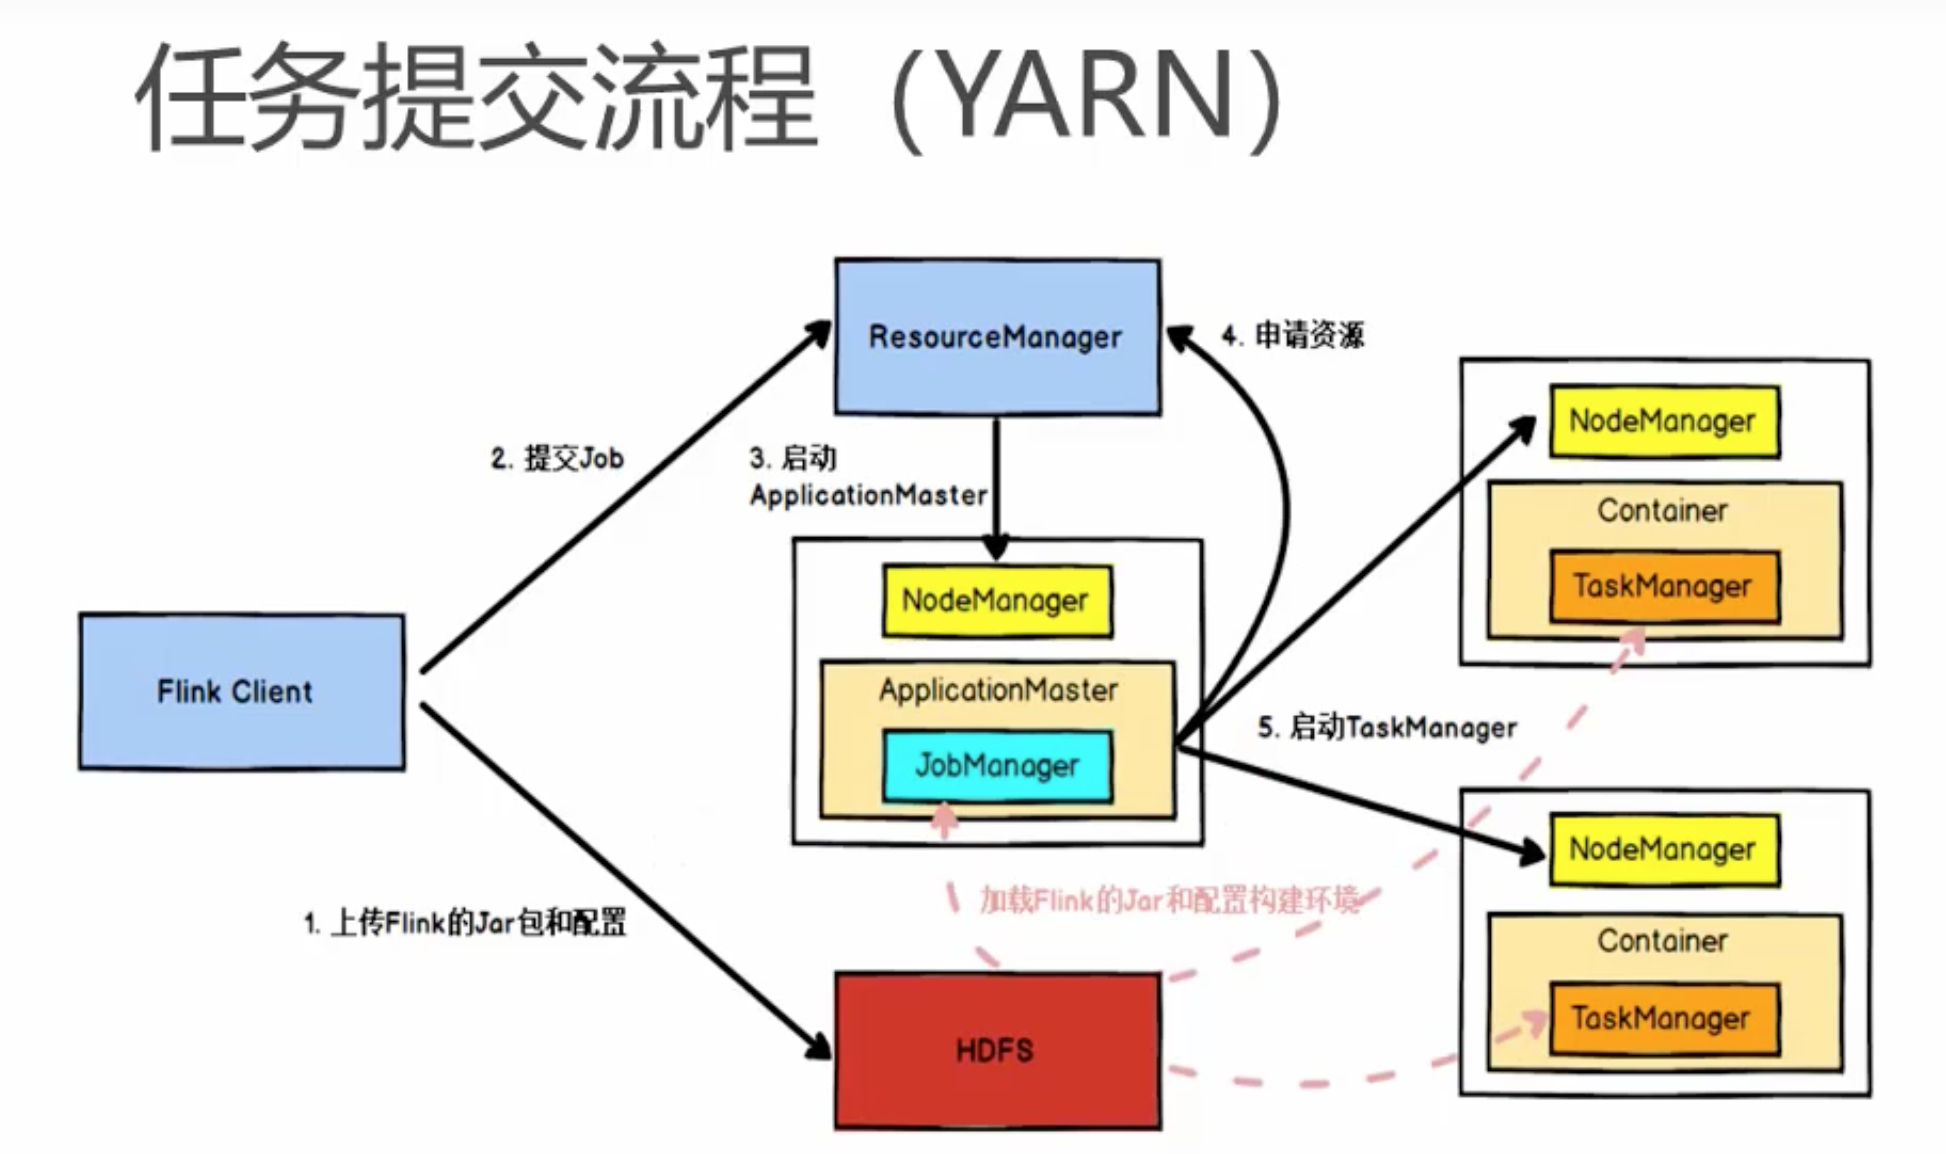 任务提交流程（YARN）
ResourceManager
4. 申请资源
2. 提交Job
3. 启动
ApplicationMaster
NodeManager
Container
TaskManager
NodeManager
ApplicationMaster
JobManager
Flink Client
5. 启动TaskManager
NodeManager
Container
TaskManager
加载Flink的Jar和配置构建环境
1. 上传Flink的Jar包和配置
HDFS